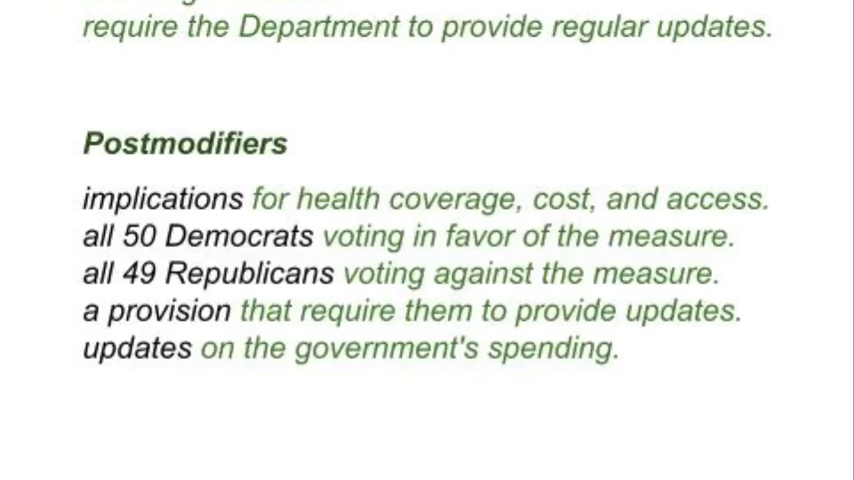 require the Department to provide regular updates.
Postmodifiers
implications for health coverage, cost, and access.
all 50 Democrats voting in favor of the measure.
all 49 Republicans voting against the measure.
a provision that require them to provide updates.
updates on the government's spending.